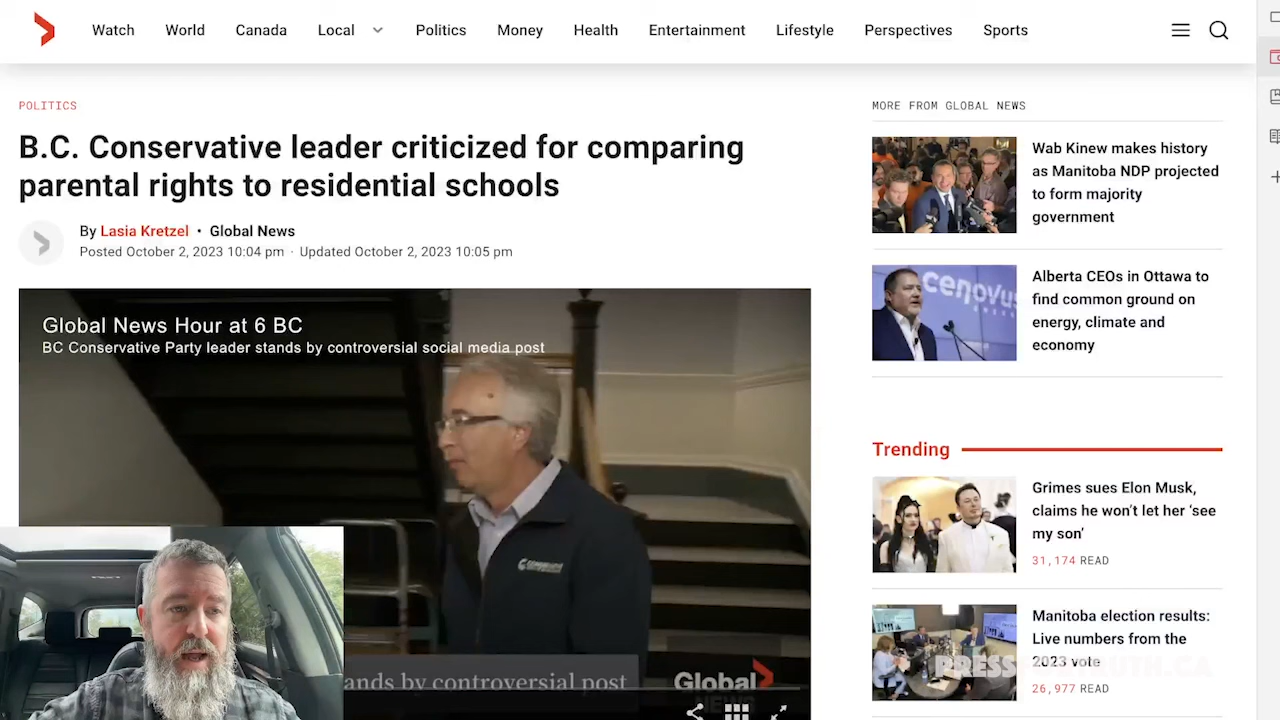 Watch World Canada Local Politics Money Health Entertainment Lifestyle Perspectives Sports
POLITICS
B.C. Conservative leader criticized for comparing
parental rights to residential schools
By Lasia Kretzel • Global News
Posted October 2, 2023 10:04 pm · Updated October 2, 2023 10:05 pm
Global News Hour at 6 BC
BC Conservative Party leader stands by controversial social media post
ands by controversial post
Global
NEWS
MORE FROM GLOBAL NEWS
Wab Kinew makes history
as Manitoba NDP projected
to form majority
government
cenovus
Alberta CEOs in Ottawa to
find common ground on
energy, climate and
economy
Trending
Grimes sues Elon Musk,
claims he won't let her 'see
my son'
31,174 READ
Manitoba election results:
Live numbers from the
2023 vote
26,977 READ
PRESSFORTRUTH.CA